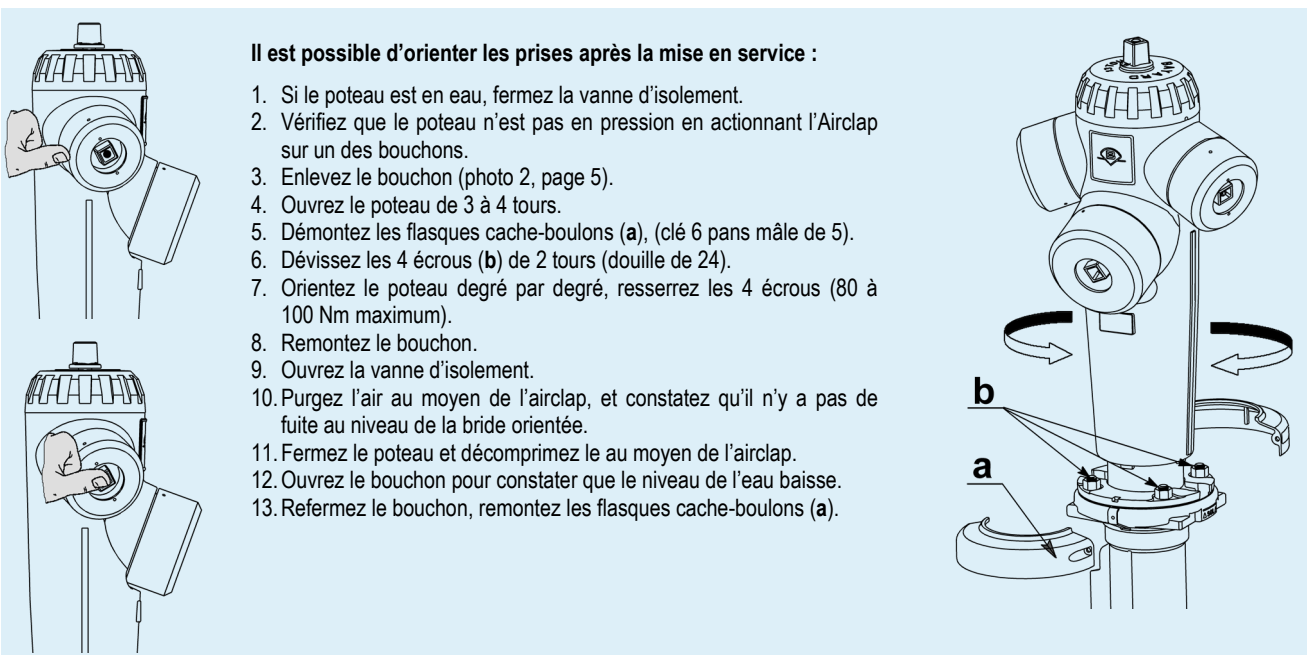 Il est possible d’orienter les prises après la mise en service :
1. Si le poteau est en eau, fermez la vanne d’isolement.
2. Vérifiez que le poteau n’est pas en pression en actionnant l’Airclap
sur un des bouchons.
3. Enlevez le bouchon (photo 2, page 5).
4. Ouvrez le poteau de 3 à 4 tours.
5. Démontez les flasques cache-boulons (a), (clé 6 pans mâle de 5).
6. Dévissez les 4 écrous (b) de 2 tours (douille de 24).
7. Orientez le poteau degré par degré, resserrez les 4 écrous (80 à
100 Nm maximum).
8. Remontez le bouchon.
9. Ouvrez la vanne d’isolement.
10. Purgez l’air au moyen de l’airclap, et constatez qu’il n’y a pas de
fuite au niveau de la bride orientée.
11. Fermez le poteau et décomprimez le au moyen de l’airclap.
12. Ouvrez le bouchon pour constater que le niveau de l’eau baisse.
13. Refermez le bouchon, remontez les flasques cache-boulons (a).
BAYARD
b
a